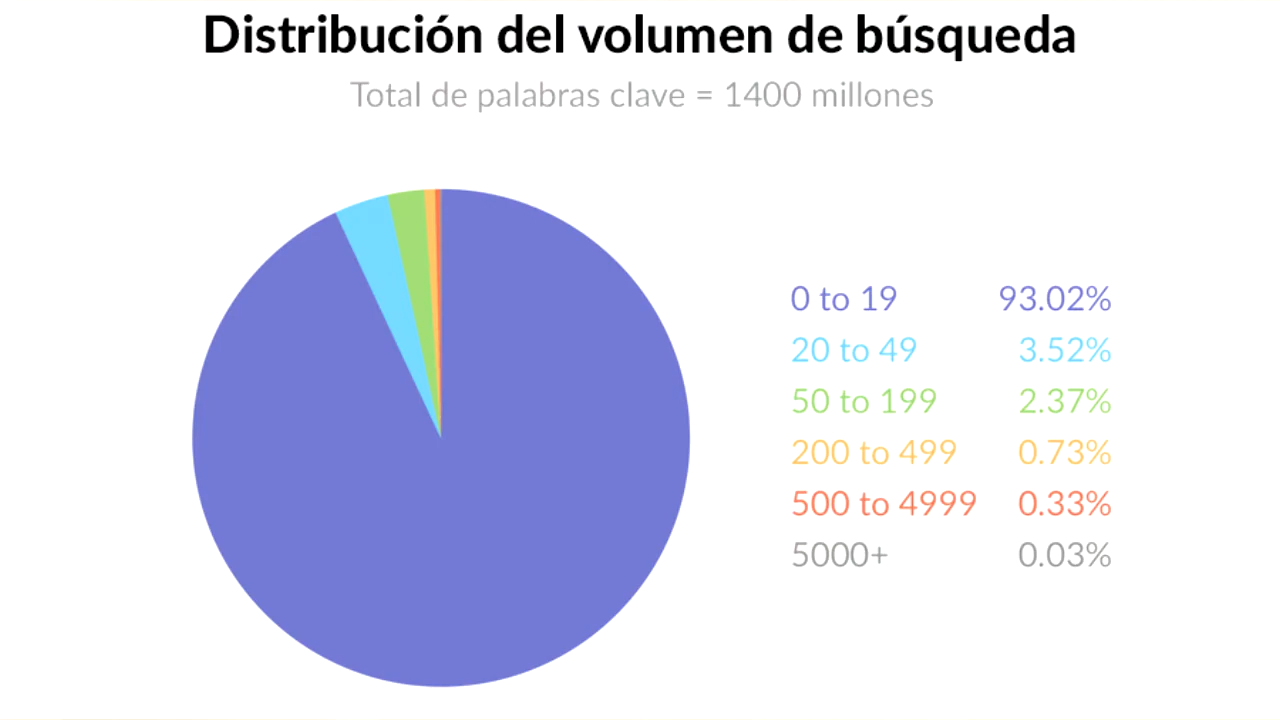 Distribución del volumen de búsqueda
Total de palabras clave = 1400 millones
0 to 19 93.02%
20 to 49 3.52%
50 to 199 2.37%
200 to 499 0.73%
500 to 4999 0.33%
5000+ 0.03%